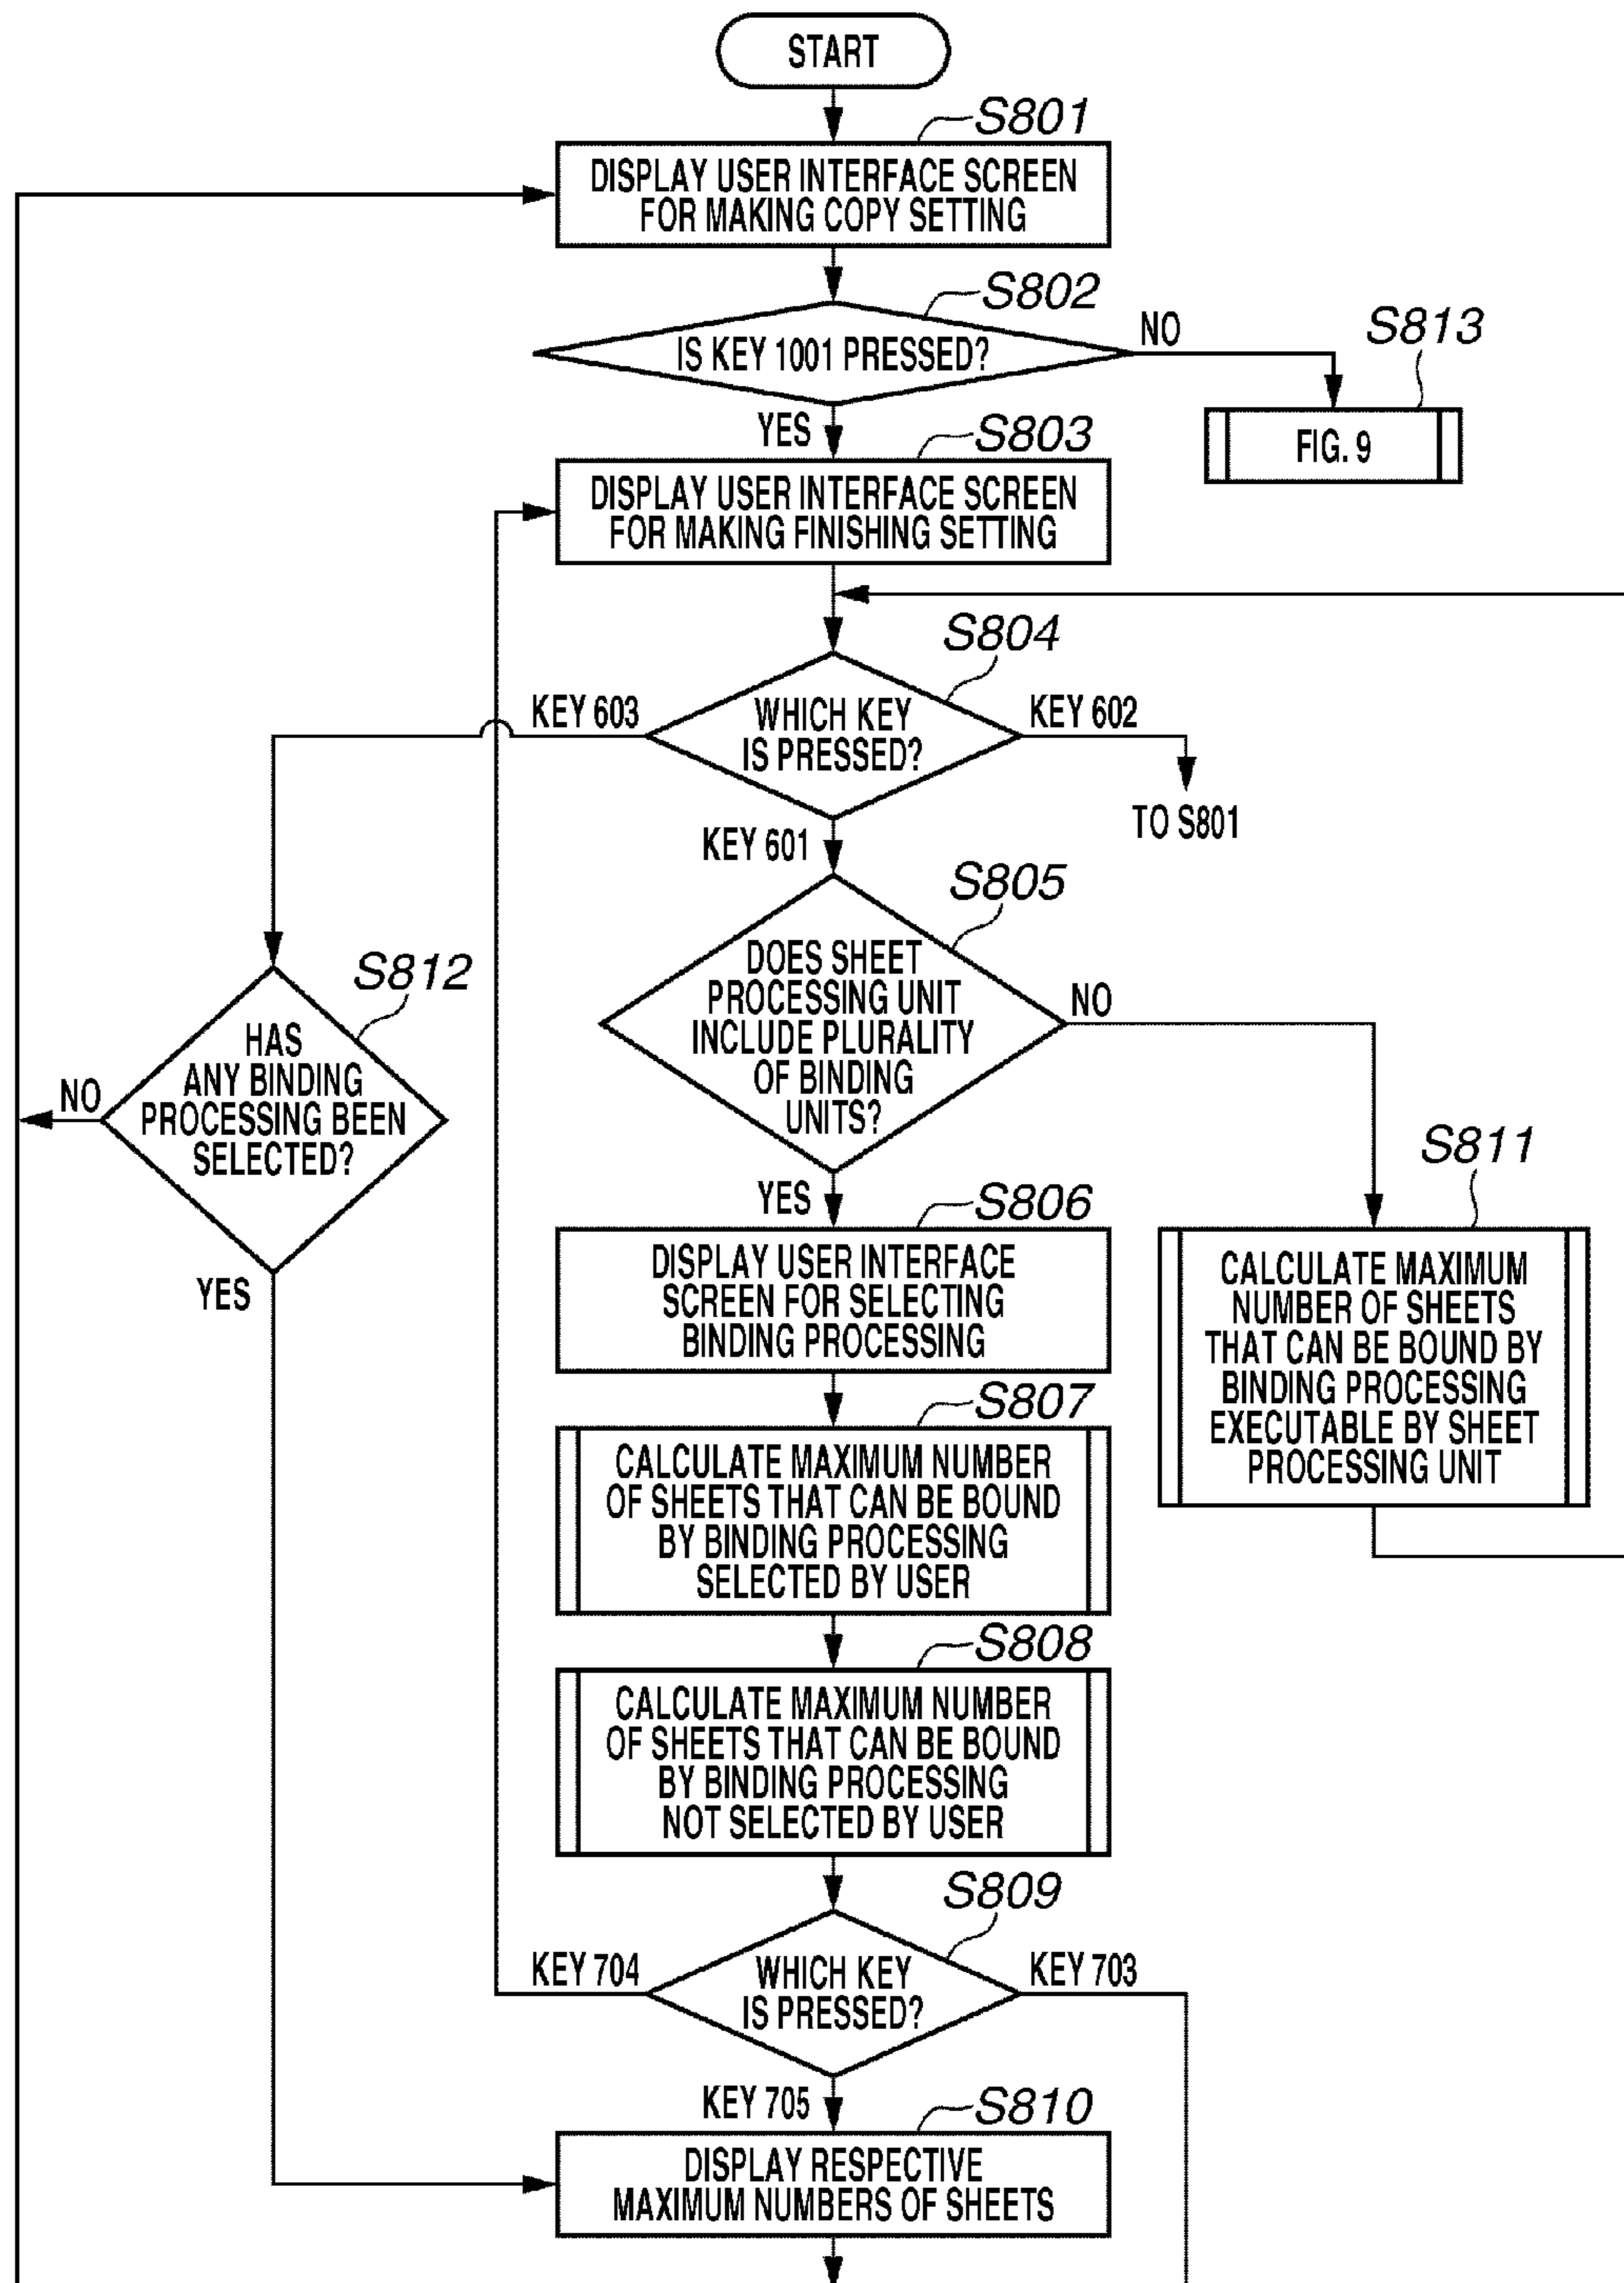 START
S801
DISPLAY USER INTERFACE SCREEN
FOR MAKING COPY SETTING
S802
IS KEY 1001 PRESSED?
NO
S813
FIG. 9
YES
S803
DISPLAY USER INTERFACE SCREEN
FOR MAKING FINISHING SETTING
S804
KEY 603
WHICH KEY
IS PRESSED?
KEY 602
TO S801
KEY 601
S805
DOES SHEET
PROCESSING UNIT
INCLUDE PLURALITY
OF BINDING
UNITS?
NO
S812
HAS
ANY BINDING
PROCESSING BEEN
SELECTED?
NO
YES
YES
S806
DISPLAY USER INTERFACE
SCREEN FOR SELECTING
BINDING PROCESSING
S811
CALCULATE MAXIMUM
NUMBER OF SHEETS
THAT CAN BE BOUND BY
BINDING PROCESSING
EXECUTABLE BY SHEET
PROCESSING UNIT
S807
CALCULATE MAXIMUM NUMBER
OF SHEETS THAT CAN BE BOUND
BY BINDING PROCESSING
SELECTED BY USER
S808
CALCULATE MAXIMUM NUMBER
OF SHEETS THAT CAN BE BOUND
BY BINDING PROCESSING
NOT SELECTED BY USER
S809
KEY 704
WHICH KEY
IS PRESSED?
KEY 703
KEY 705
S810
DISPLAY RESPECTIVE
MAXIMUM NUMBERS OF SHEETS